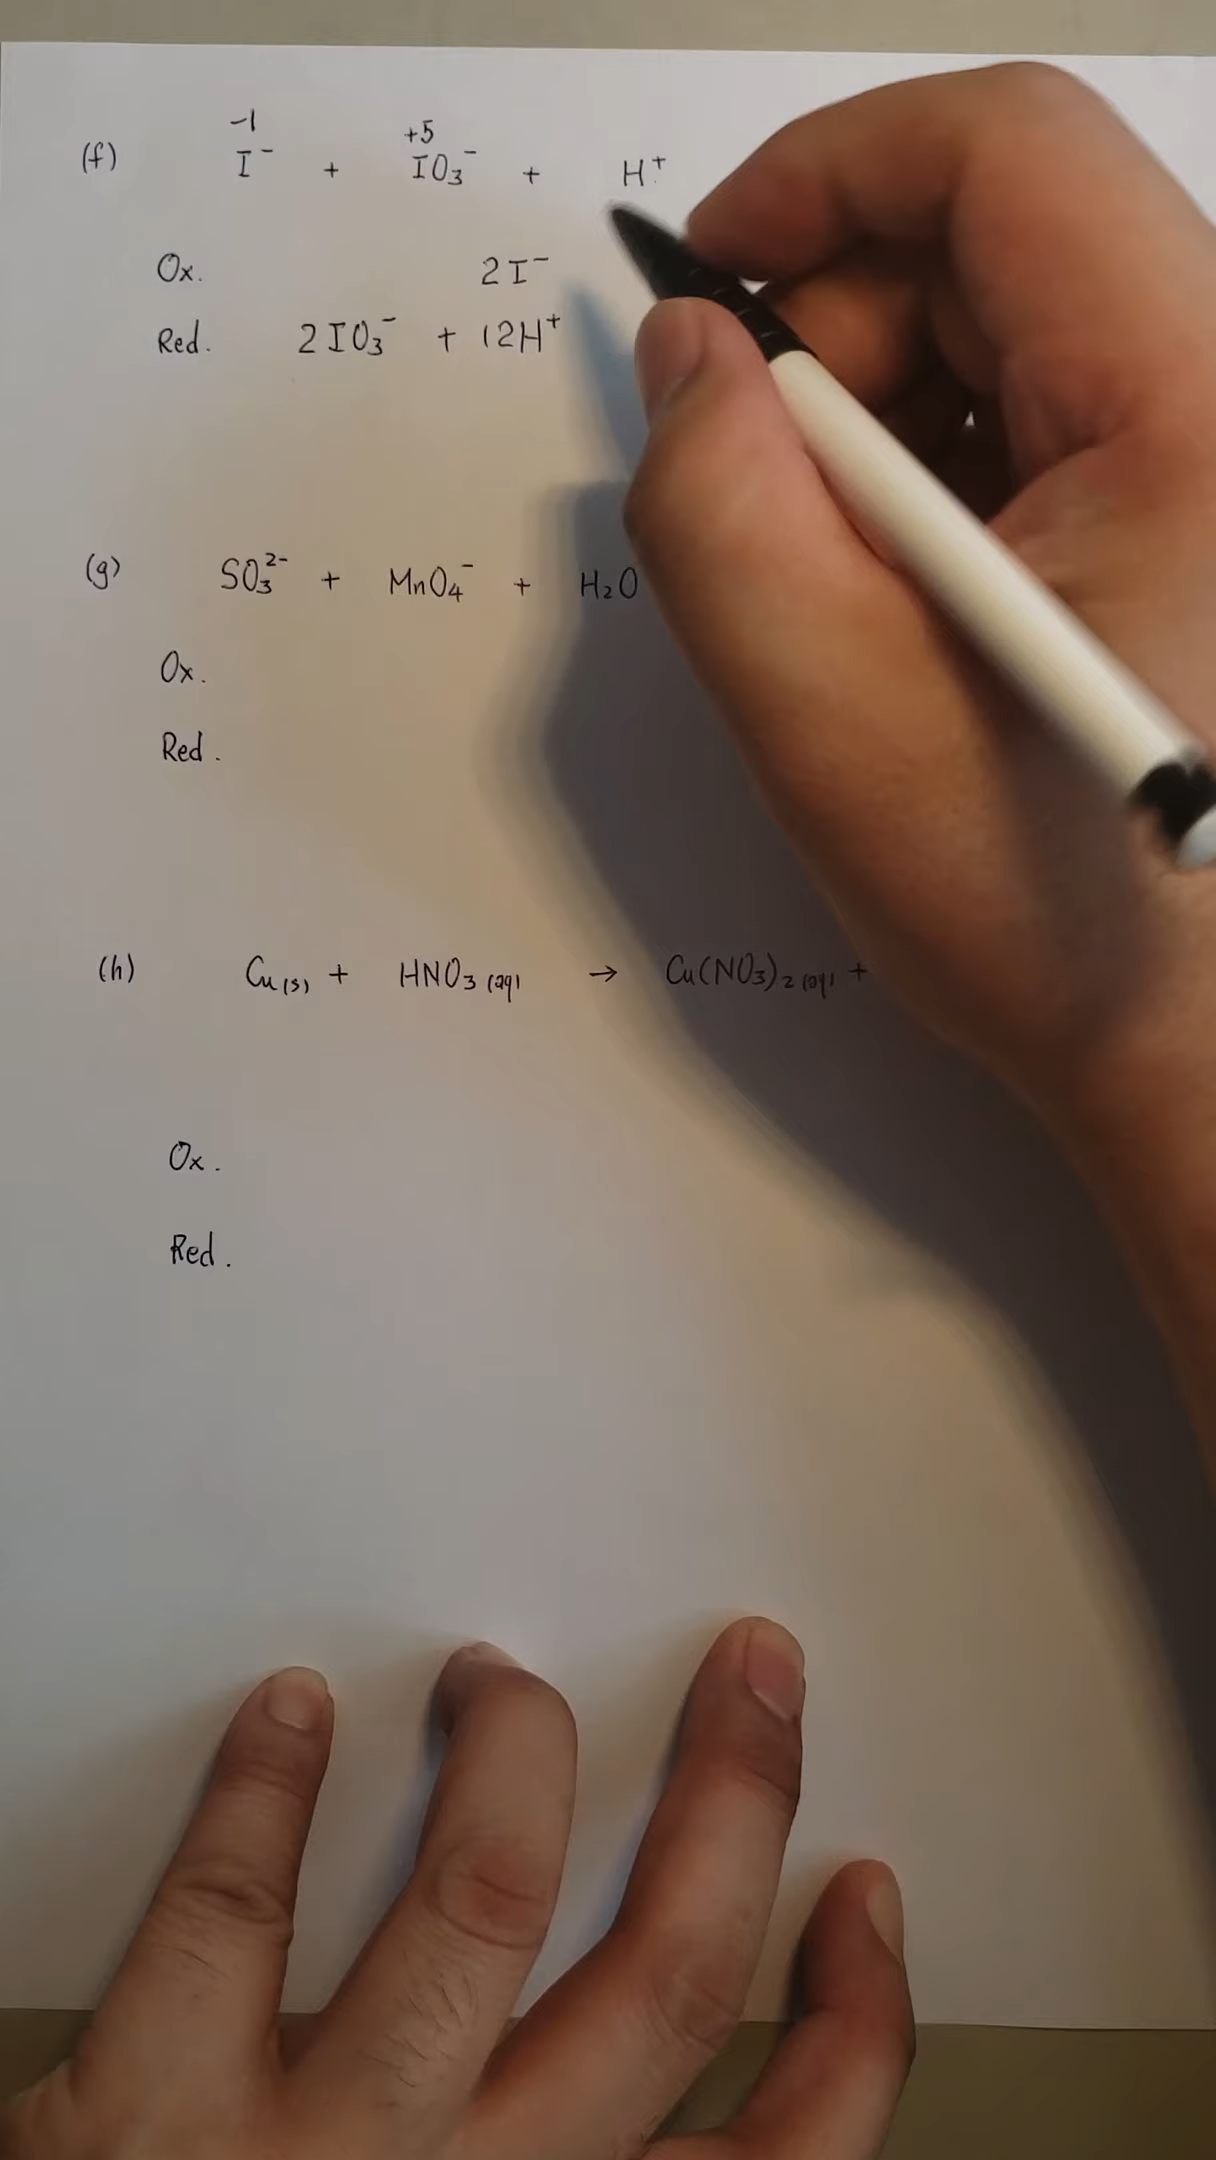 -1 +5
(f) I⁻ + IO₃⁻ + H⁺
Ox. 2I⁻
Red. 2IO₃⁻ + 12H⁺
(g) SO₃²⁻ + MnO₄⁻ + H₂O
Ox.
Red.
(h) Cu(s) + HNO₃(aq) → Cu(NO₃)₂(aq) +
Ox.
Red.